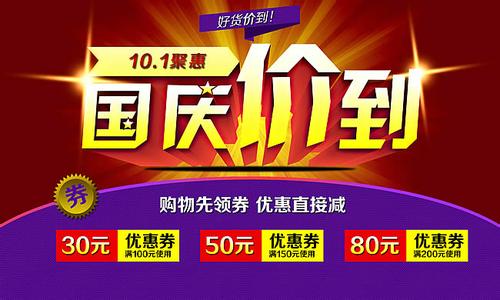 好货价到!
10.1聚惠
国庆价到
券
购物先领券 优惠直接减
30元 优惠券 满100元使用
50元 优惠券 满150元使用
80元 优惠券 满200元使用